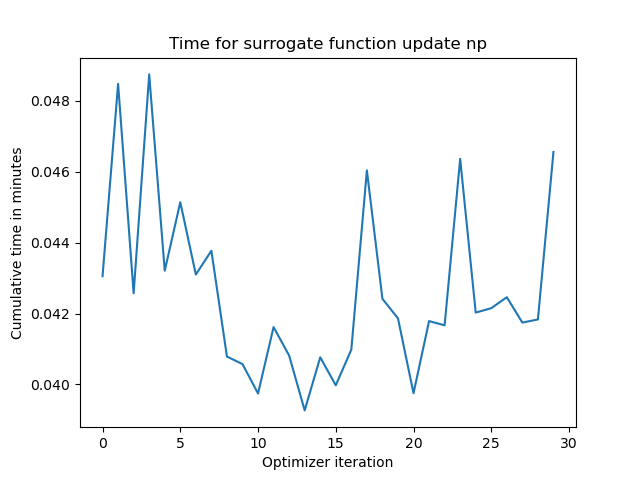 Time for surrogate function update np
Cumulative time in minutes
0.048
0.046
0.044
0.042
0.040
0 5 10 15 20 25 30
Optimizer iteration